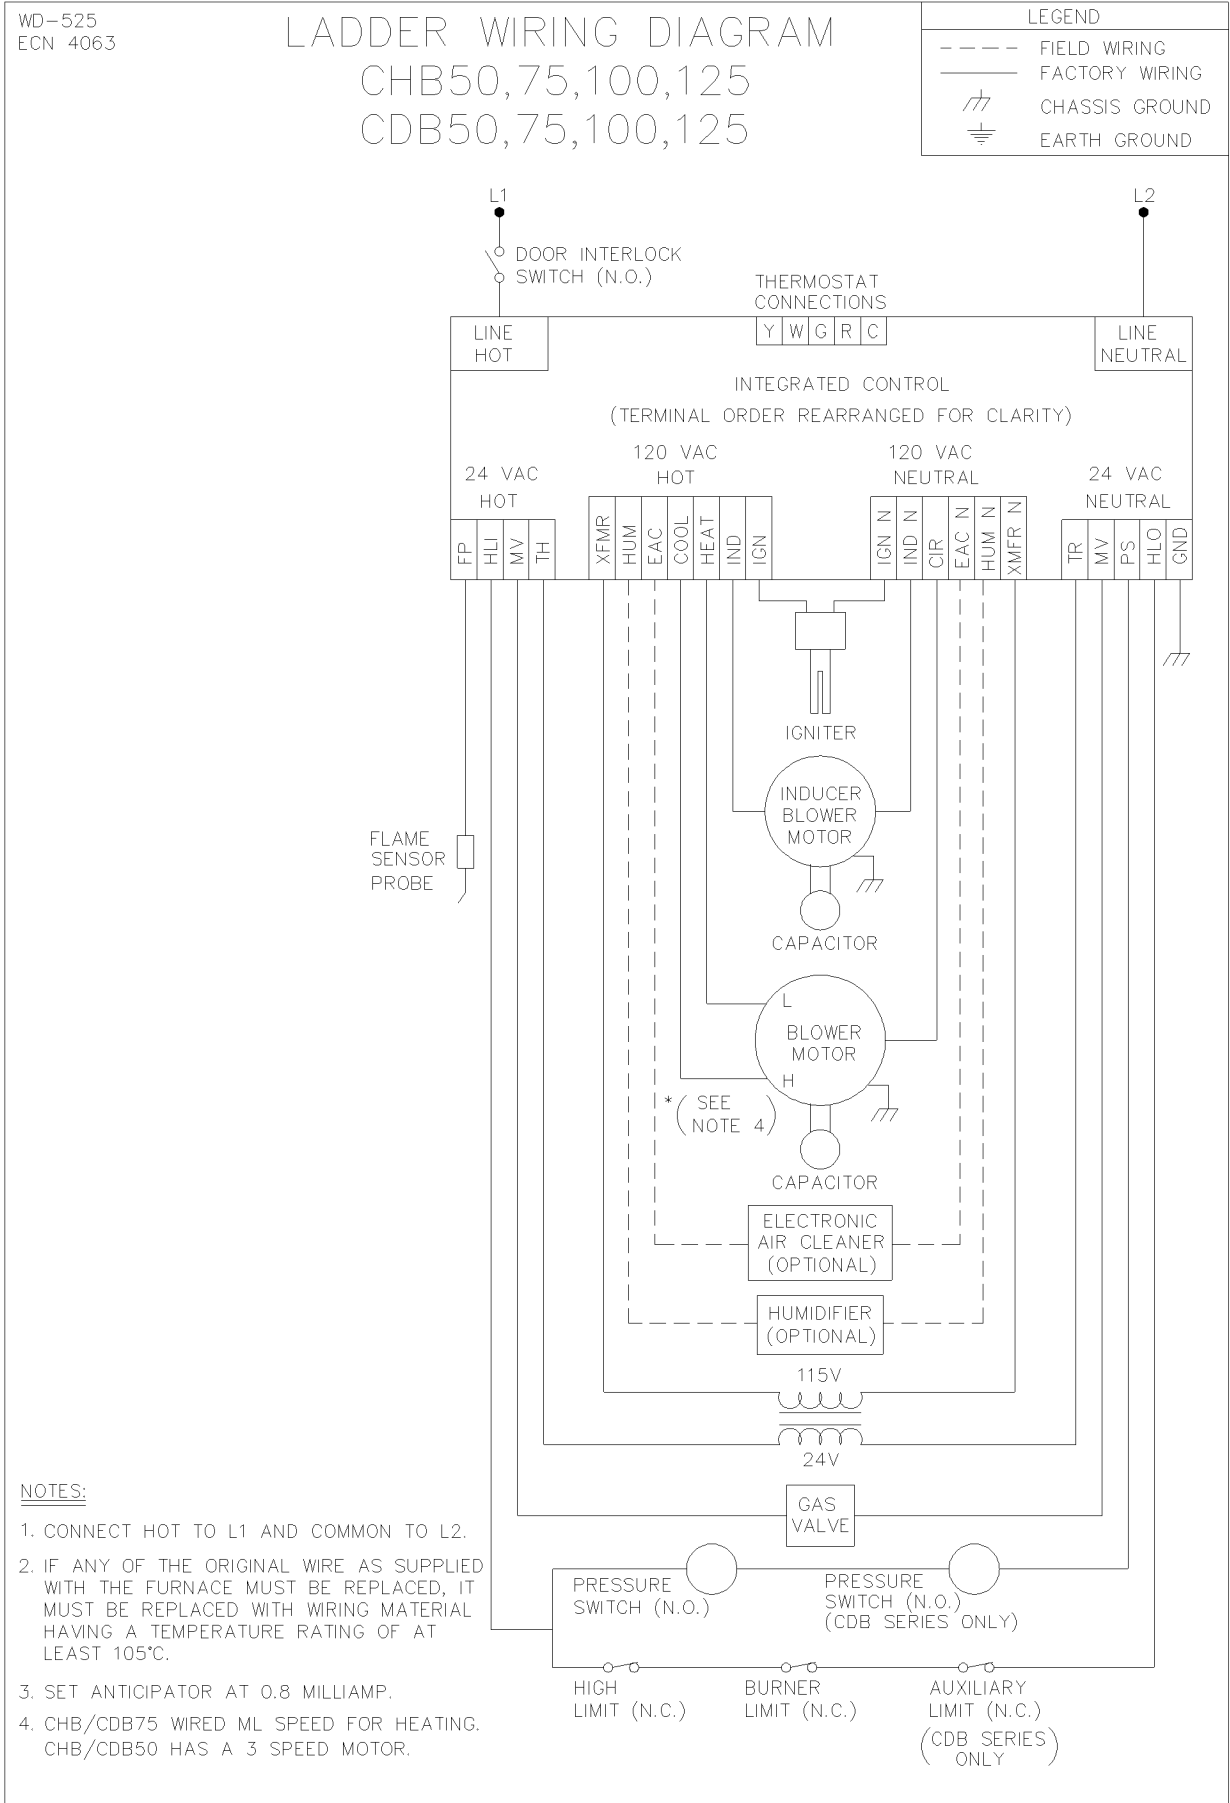 WD-525
ECN 4063
LADDER WIRING DIAGRAM
CHB50,75,100,125
CDB50,75,100,125
LEGEND
FIELD WIRING
FACTORY WIRING
CHASSIS GROUND
EARTH GROUND
L1
L2
DOOR INTERLOCK
SWITCH (N.O.)
THERMOSTAT
CONNECTIONS
Y W G R C
LINE
HOT
LINE
NEUTRAL
INTEGRATED CONTROL
(TERMINAL ORDER REARRANGED FOR CLARITY)
24 VAC
HOT
120 VAC
HOT
120 VAC
NEUTRAL
24 VAC
NEUTRAL
FP
HLI
MV
TH
XFMR
HUM
EAC
COOL
HEAT
IND
IGN
IGN N
IND N
CIR
EAC N
HUM N
XMFR N
TR
MV
PS
HLO
GND
IGNITER
INDUCER
BLOWER
MOTOR
FLAME
SENSOR
PROBE
CAPACITOR
L
BLOWER
MOTOR
H
*(SEE
NOTE 4)
CAPACITOR
ELECTRONIC
AIR CLEANER
(OPTIONAL)
HUMIDIFIER
(OPTIONAL)
115V
24V
GAS
VALVE
PRESSURE
SWITCH (N.O.)
PRESSURE
SWITCH (N.O.)
(CDB SERIES ONLY)
HIGH
LIMIT (N.C.)
BURNER
LIMIT (N.C.)
AUXILIARY
LIMIT (N.C.)
(CDB SERIES
ONLY)
NOTES:
1. CONNECT HOT TO L1 AND COMMON TO L2.
2. IF ANY OF THE ORIGINAL WIRE AS SUPPLIED
WITH THE FURNACE MUST BE REPLACED, IT
MUST BE REPLACED WITH WIRING MATERIAL
HAVING A TEMPERATURE RATING OF AT
LEAST 105°C.
3. SET ANTICIPATOR AT 0.8 MILLIAMP.
4. CHB/CDB75 WIRED ML SPEED FOR HEATING.
CHB/CDB50 HAS A 3 SPEED MOTOR.